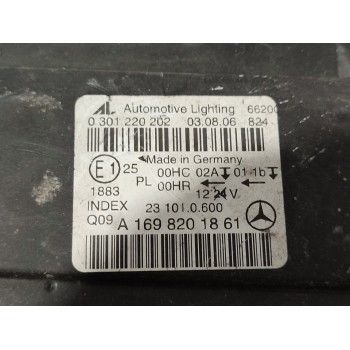 AL Automotive Lighting 66200
0 301 220 202 03.08.06 824
Made in Germany
E1 25 00HC 02A 01 1b
PL 00HR
1883 12 24 V
INDEX 23 101.0.600
Q09 A 169 820 18 61